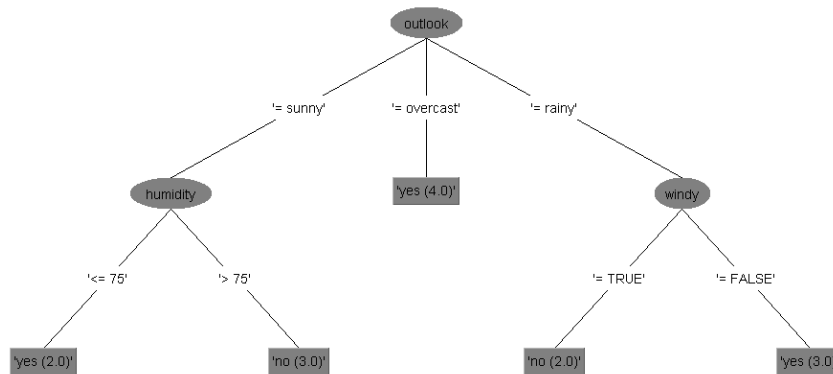 outlook
'= sunny'
'= overcast'
'= rainy'
humidity
'yes (4.0)'
windy
'<= 75'
'> 75'
'= TRUE'
'= FALSE'
'yes (2.0)'
'no (3.0)'
'no (2.0)'
'yes (3.0